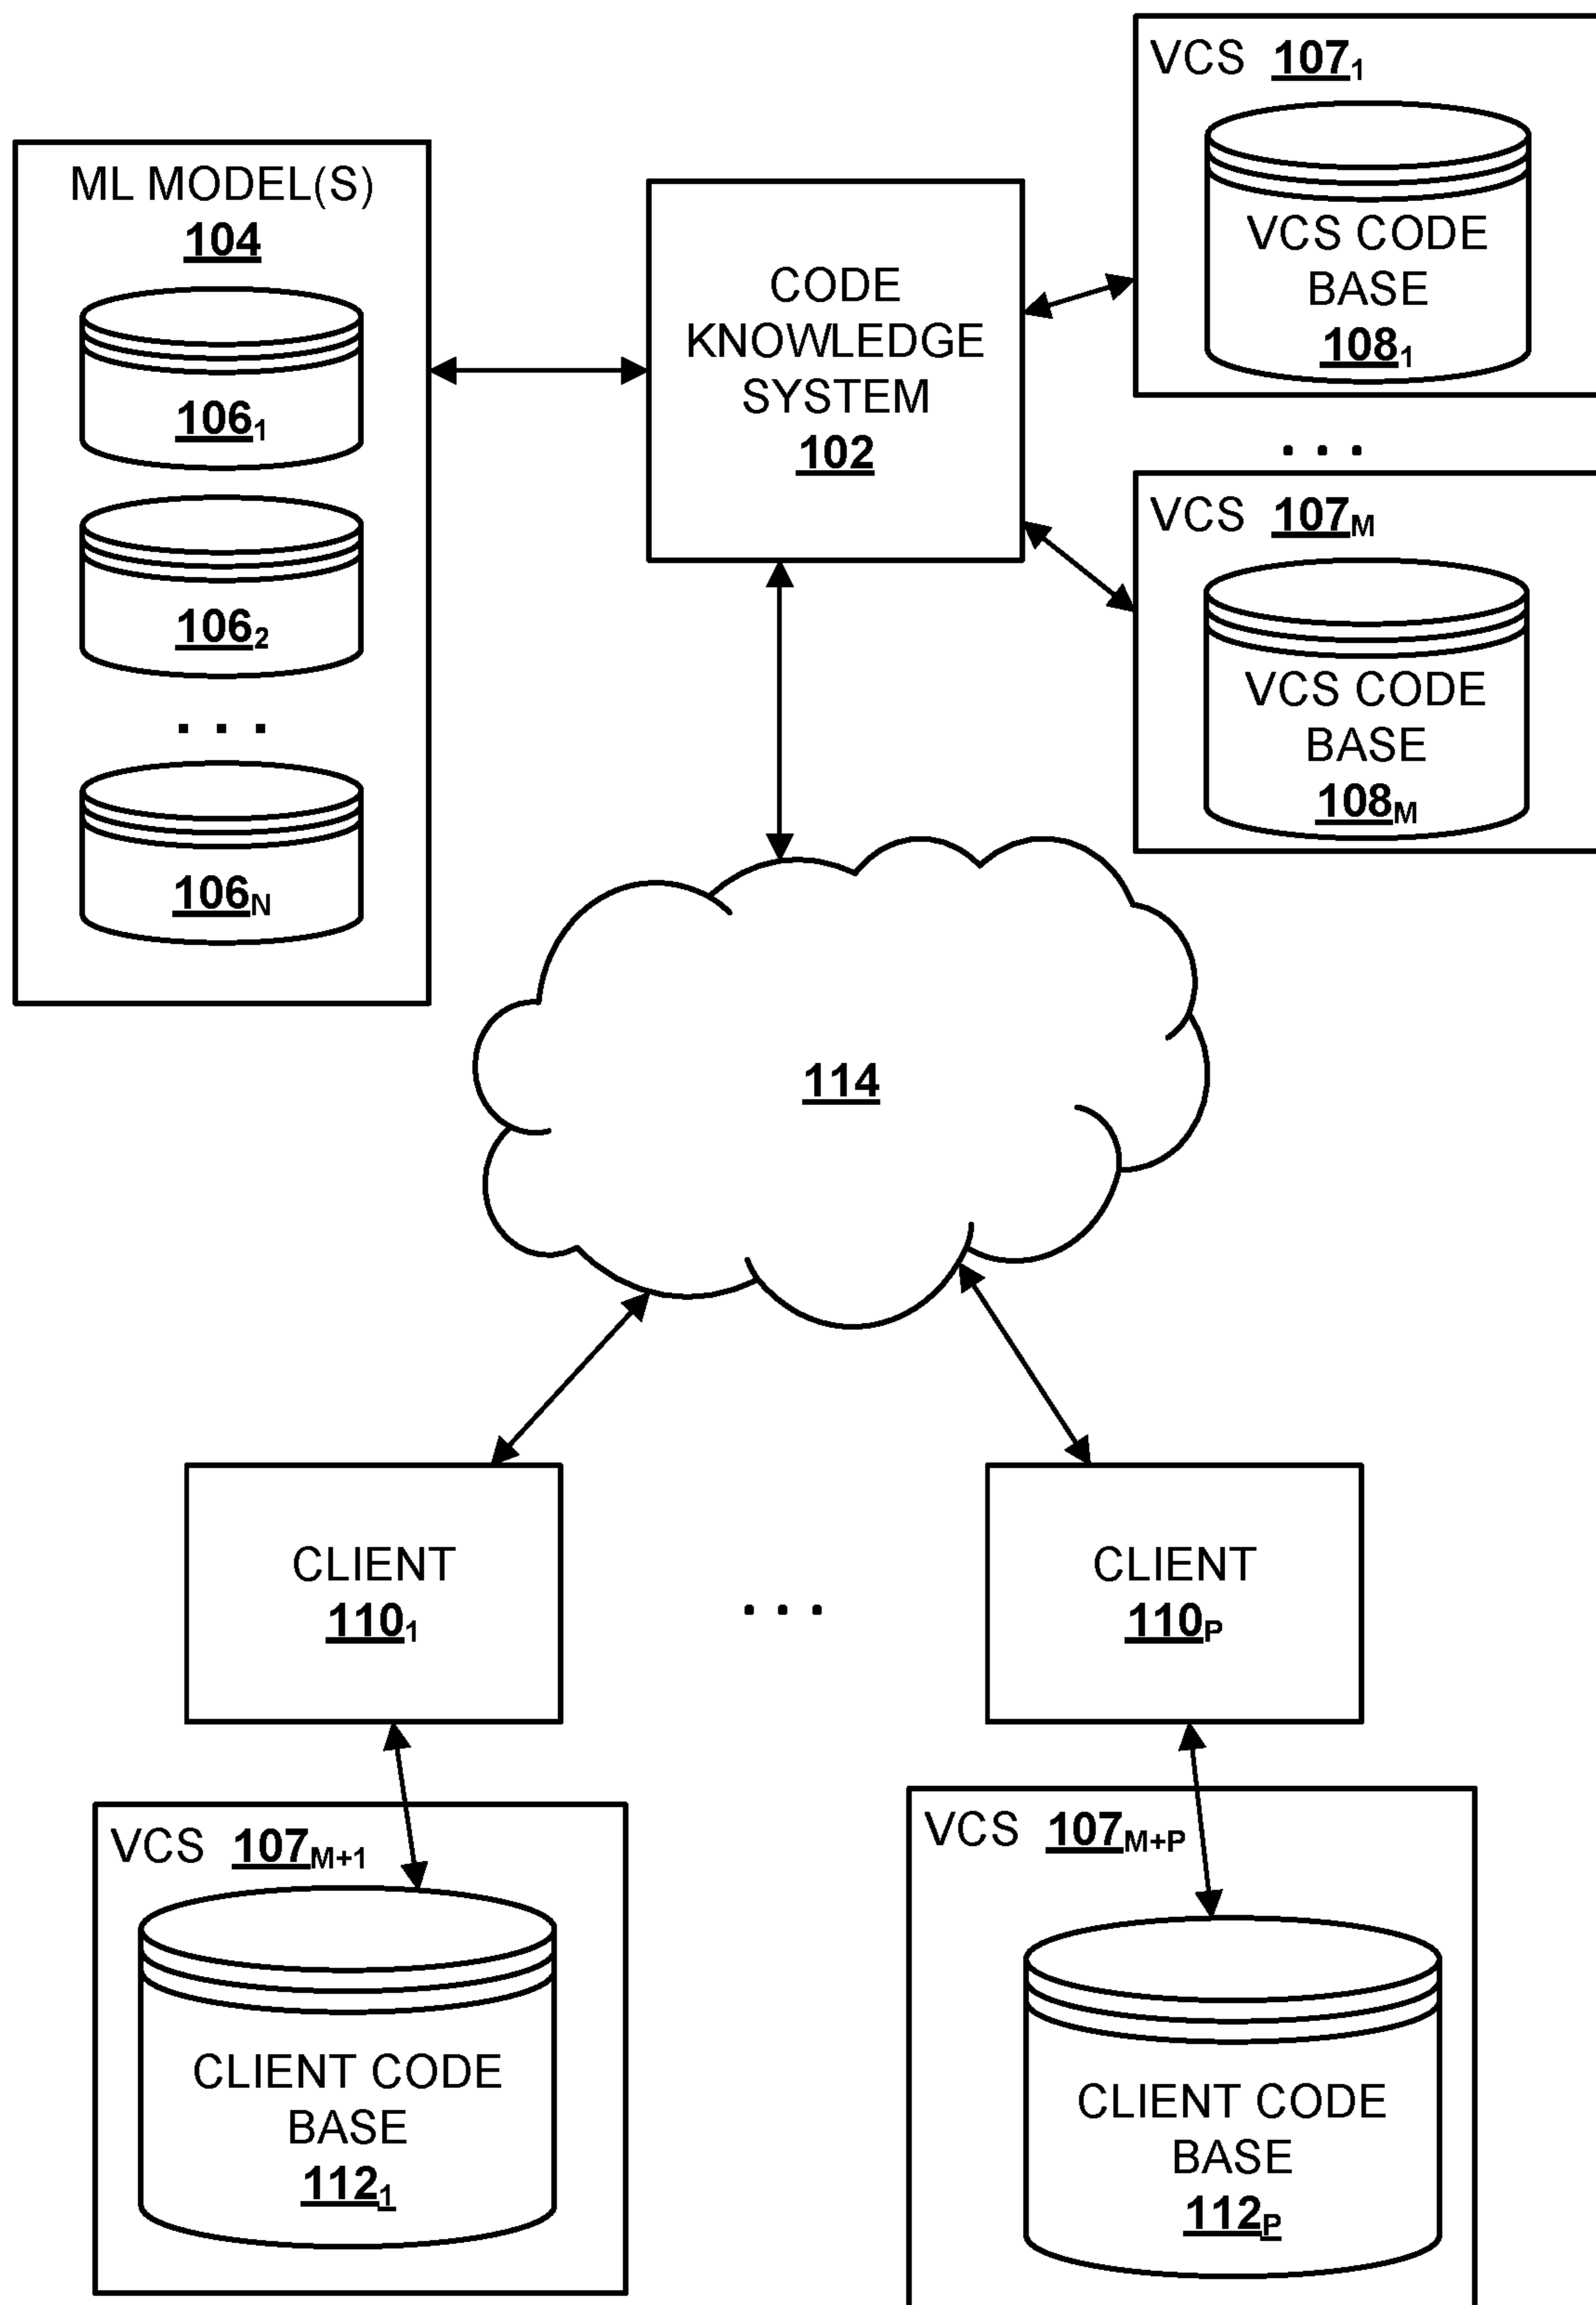 ML MODEL(S)
104
106₁
106₂
. . .
106N
CODE
KNOWLEDGE
SYSTEM
102
VCS 107₁
VCS CODE
BASE
108₁
. . .
VCS 107M
VCS CODE
BASE
108M
114
CLIENT
110₁
. . .
CLIENT
110P
VCS 107M+1
CLIENT CODE
BASE
112₁
VCS 107M+P
CLIENT CODE
BASE
112P